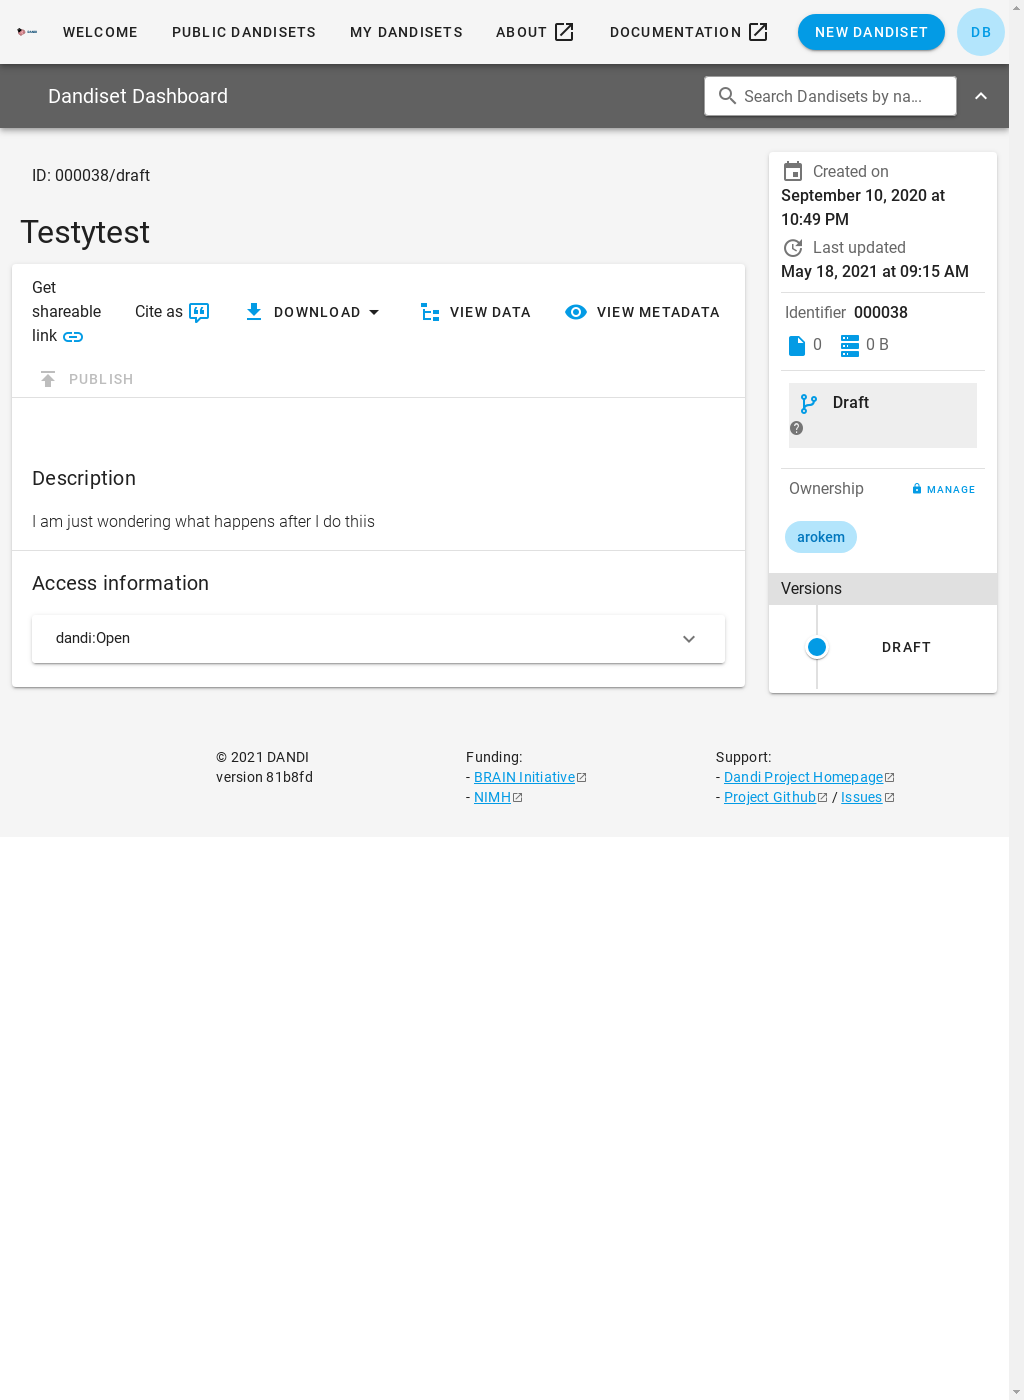 WELCOME
PUBLIC DANDISETS
MY DANDISETS
ABOUT
DOCUMENTATION
NEW DANDISET
DB
Dandiset Dashboard
Search Dandisets by na...
ID: 000038/draft
Testytest
Get
shareable
link
Cite as
DOWNLOAD
VIEW DATA
VIEW METADATA
PUBLISH
Description
I am just wondering what happens after I do thiis
Access information
dandi:Open
Created on
September 10, 2020 at
10:49 PM
Last updated
May 18, 2021 at 09:15 AM
Identifier 000038
0
0 B
Draft
Ownership
MANAGE
arokem
Versions
DRAFT
© 2021 DANDI
version 81b8fd
Funding:
- BRAIN Initiative
- NIMH
Support:
- Dandi Project Homepage
- Project Github / Issues